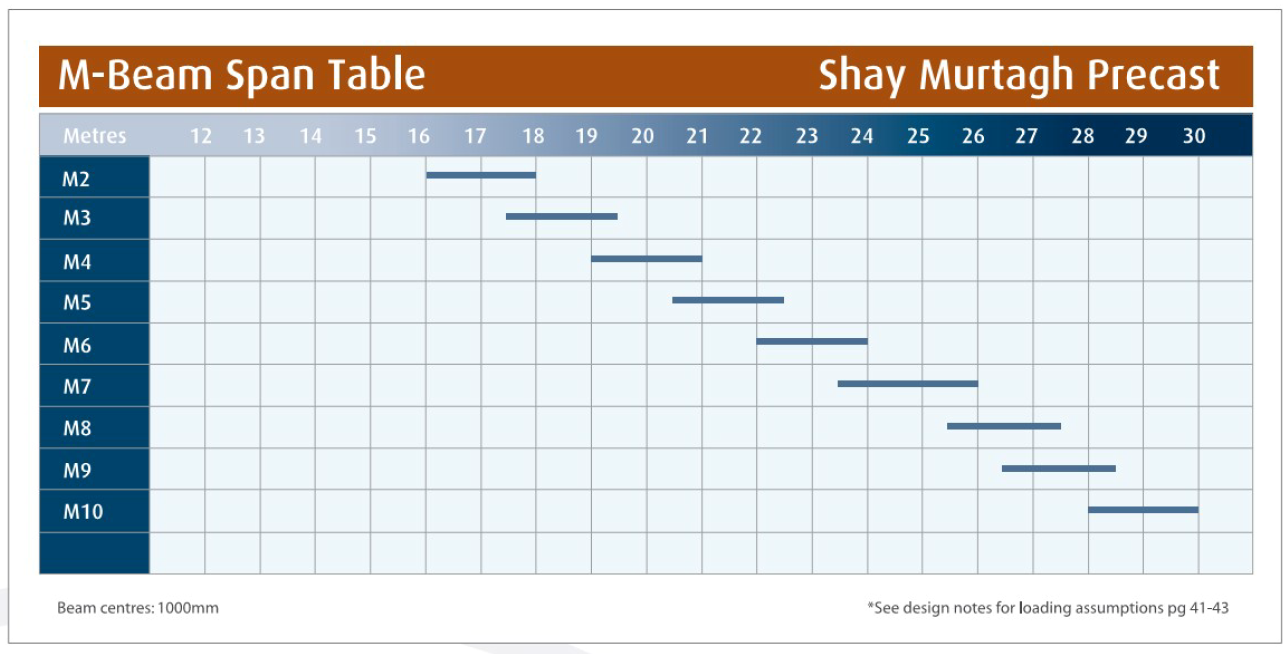 M-Beam Span Table Shay Murtagh Precast
Metres 12 13 14 15 16 17 18 19 20 21 22 23 24 25 26 27 28 29 30
M2
M3
M4
M5
M6
M7
M8
M9
M10
Beam centres: 1000mm *See design notes for loading assumptions pg 41-43